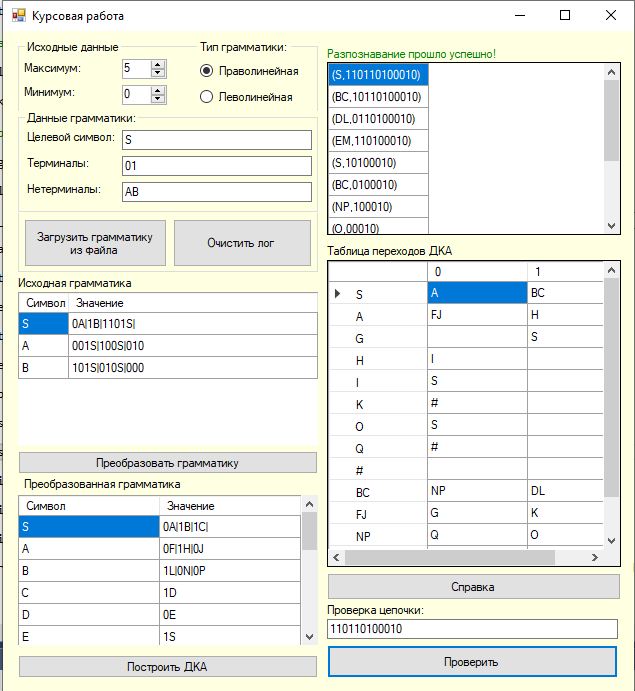 Курсовая работа
Исходные данные
Максимум: 5
Минимум: 0
Тип грамматики:
Праволинейная
Леволинейная
Данные грамматики:
Целевой символ: S
Терминалы: 01
Нетерминалы: AB
Загрузить грамматику
из файла
Очистить лог
Исходная грамматика
Символ Значение
S 0A|1B|1101S|
A 001S|100S|010
B 101S|010S|000
Преобразовать грамматику
Преобразованная грамматика
Символ Значение
S 0A|1B|1C|
A 0F|1H|0J
B 1L|0N|0P
C 1D
D 0E
E 1S
Построить ДКА
Разпознавание прошло успешно!
(S,110110100010)
(BC,10110100010)
(DL,0110100010)
(EM,110100010)
(S,10100010)
(BC,0100010)
(NP,100010)
(O,00010)
Таблица переходов ДКА
0 1
S A BC
A FJ H
G S
H I
I S
K #
O S
Q #
#
BC NP DL
FJ G K
NP Q O
Справка
Проверка цепочки:
110110100010
Проверить